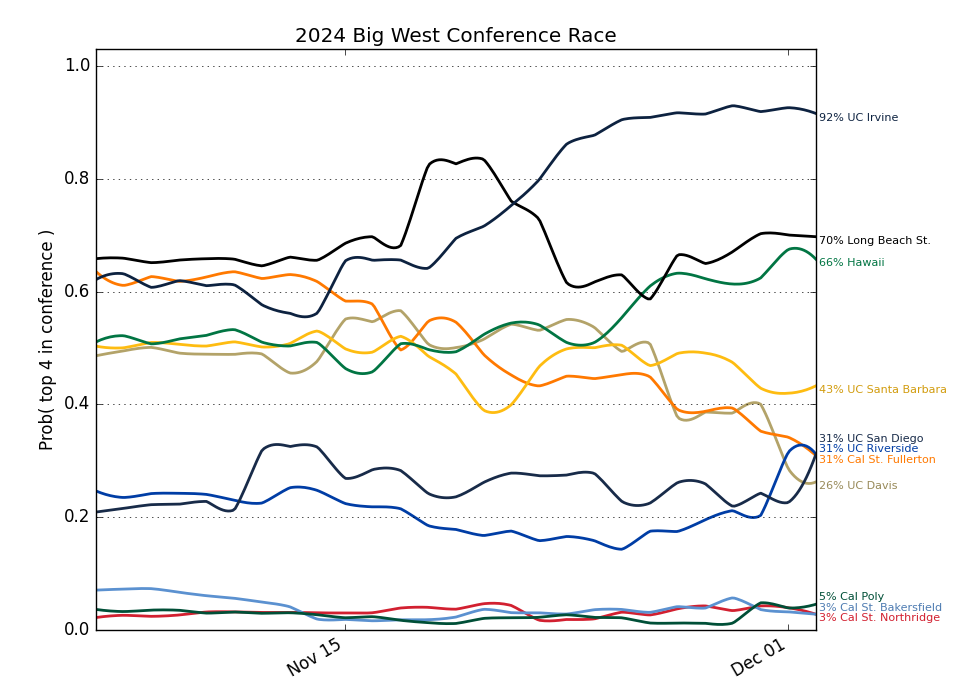 2024 Big West Conference Race
Prob( top 4 in conference )
1.0
0.8
0.6
0.4
0.2
0.0
Nov 15
Dec 01
92% UC Irvine
70% Long Beach St.
66% Hawaii
43% UC Santa Barbara
31% UC San Diego
31% UC Riverside
31% Cal St. Fullerton
26% UC Davis
5% Cal Poly
3% Cal St. Bakersfield
3% Cal St. Northridge